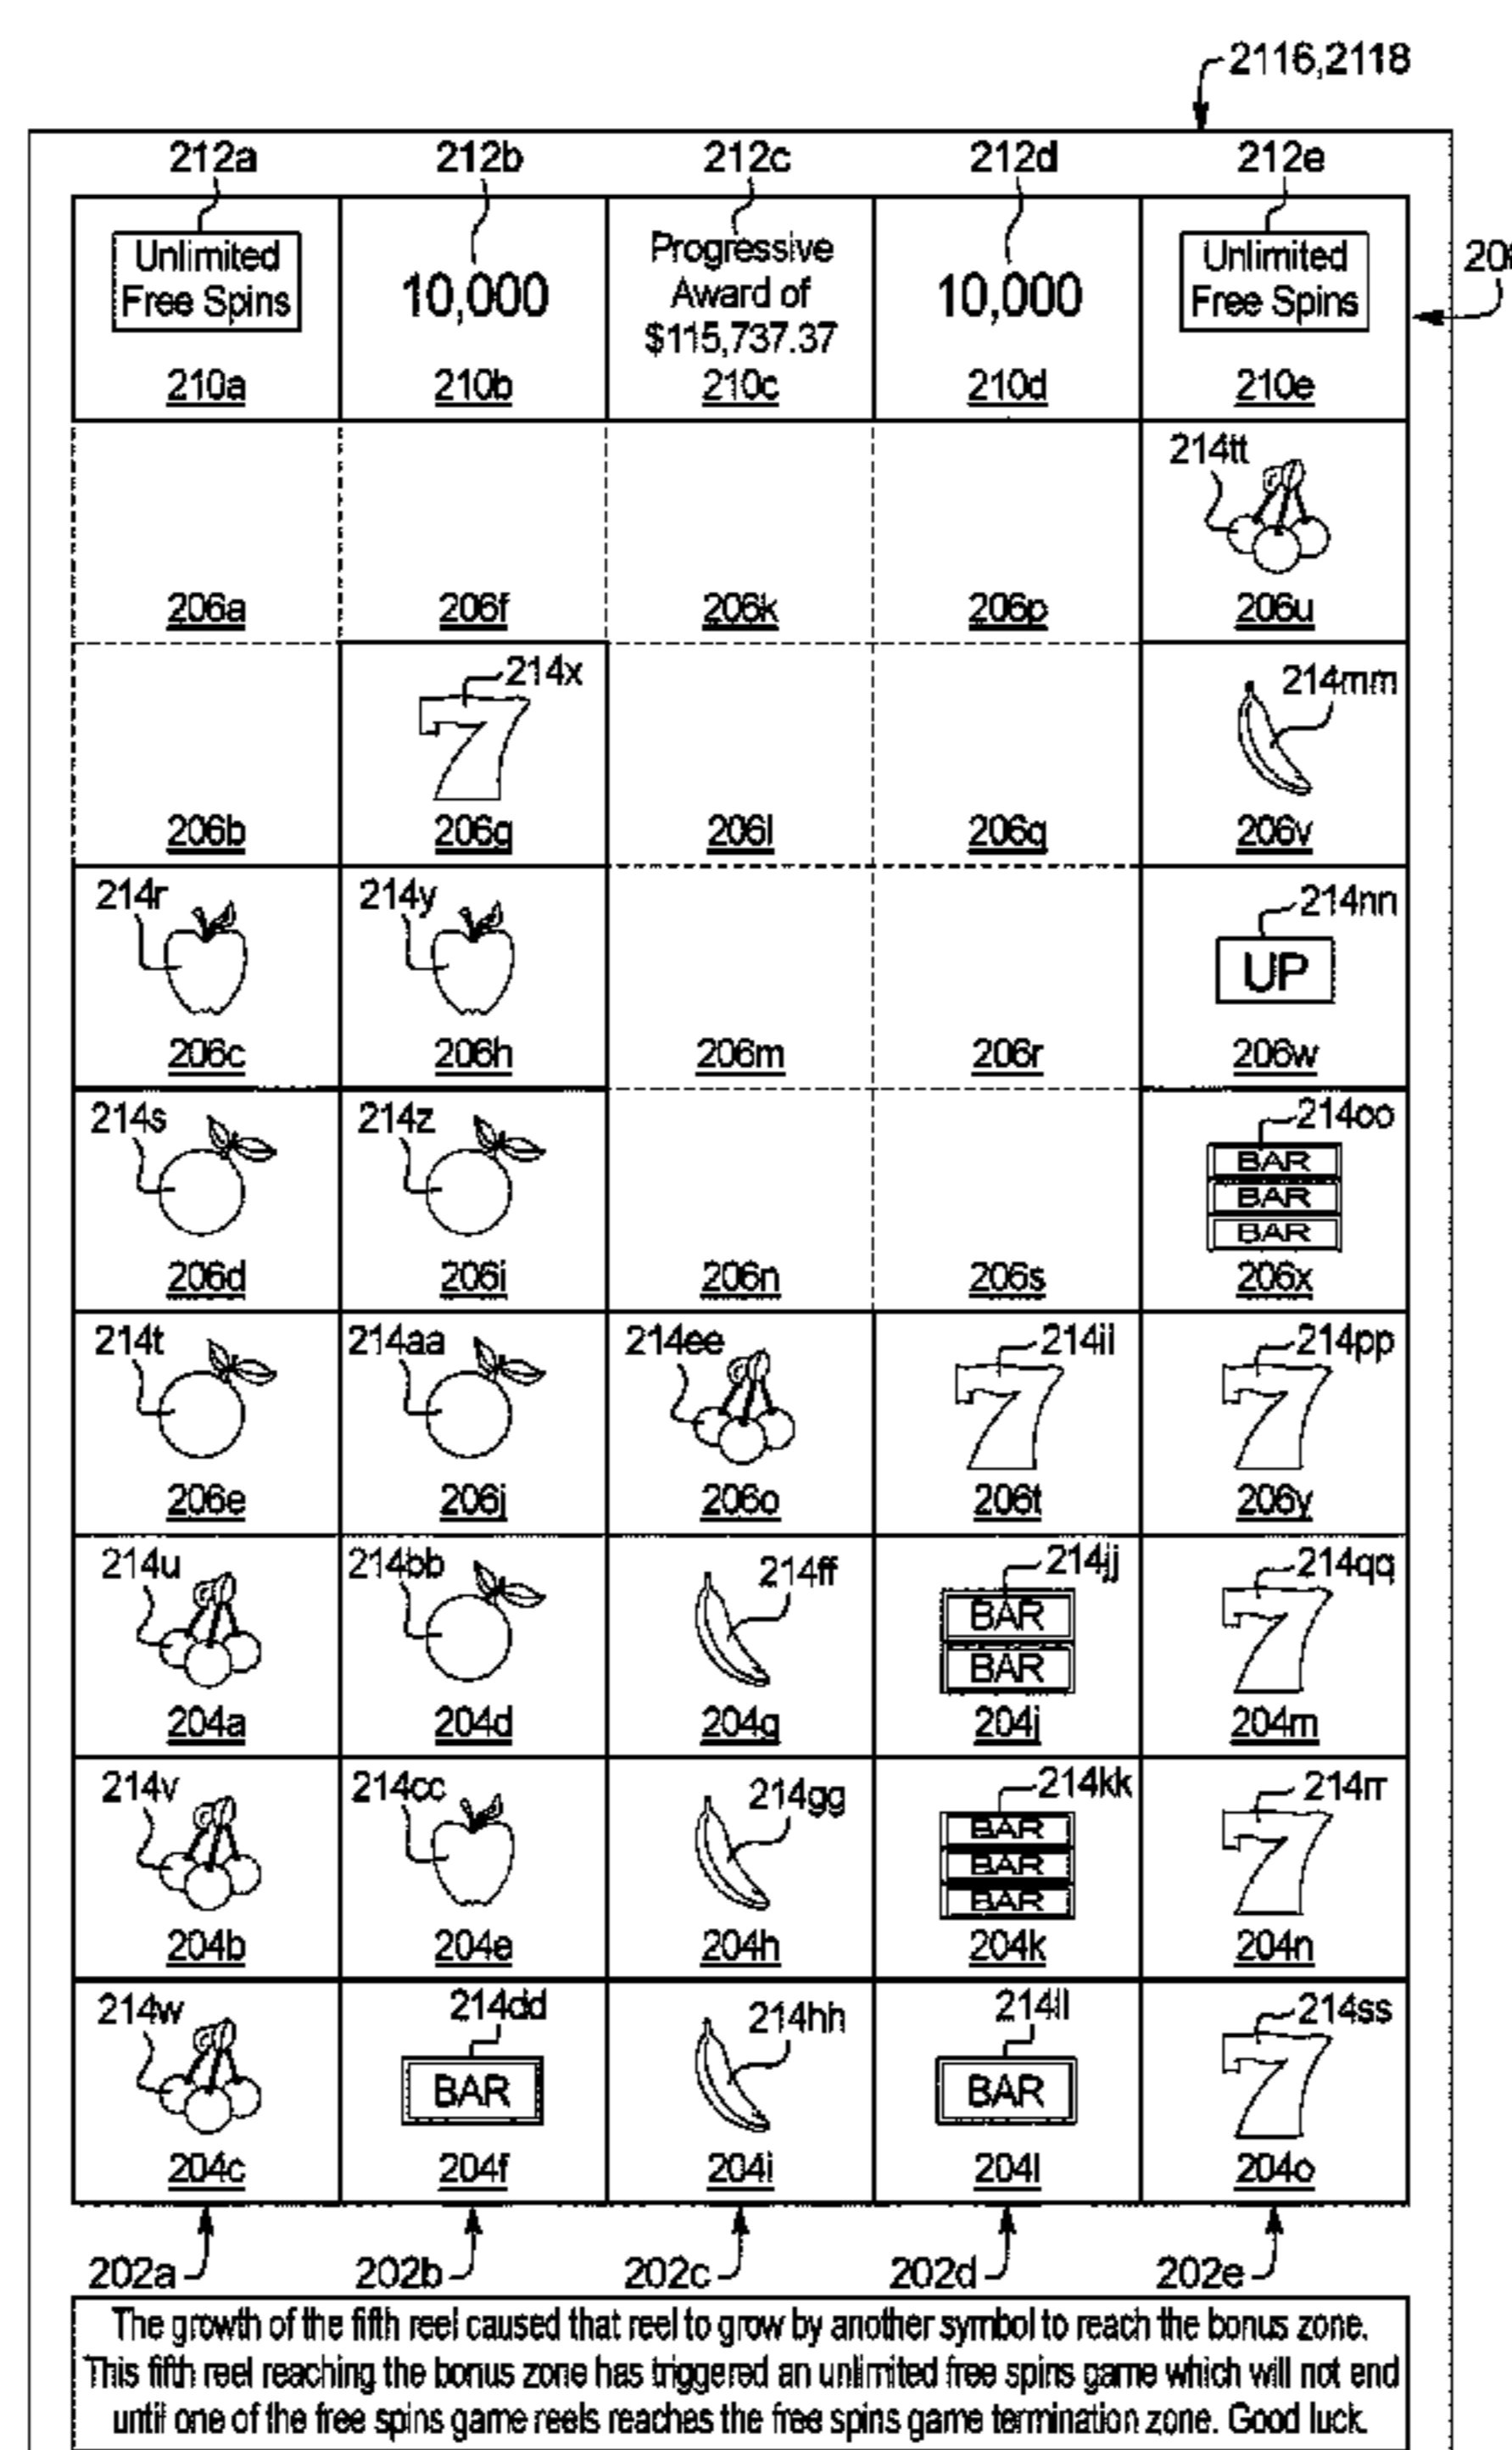 2116,2118
212a 212b 212c 212d 212e
Unlimited
Free Spins
10,000
Progressive
Award of
$115,737.37
10,000
Unlimited
Free Spins
210a 210b 210c 210d 210e
214tt
206a 206f 206k 206p 206u
214x 214mm
7
206b 206g 206l 206q 206v
214r 214y 214nn
UP
206c 206h 206m 206r 206w
214s 214z 214oo
BAR
BAR
BAR
206d 206i 206n 206s 206x
214t 214aa 214ee 214ii 214pp
7 7
206e 206j 206o 206t 206y
214u 214bb 214ff 214jj 214qq
BAR 7
BAR
204a 204d 204g 204j 204m
214v 214cc 214gg 214kk 214rr
BAR 7
BAR
BAR
204b 204e 204h 204k 204n
214w 214dd 214hh 214ll 214ss
BAR BAR 7
204c 204f 204i 204l 204o
202a 202b 202c 202d 202e
The growth of the fifth reel caused that reel to grow by another symbol to reach the bonus zone.
This fifth reel reaching the bonus zone has triggered an unlimited free spins game which will not end
until one of the free spins game reels reaches the free spins game termination zone. Good luck.